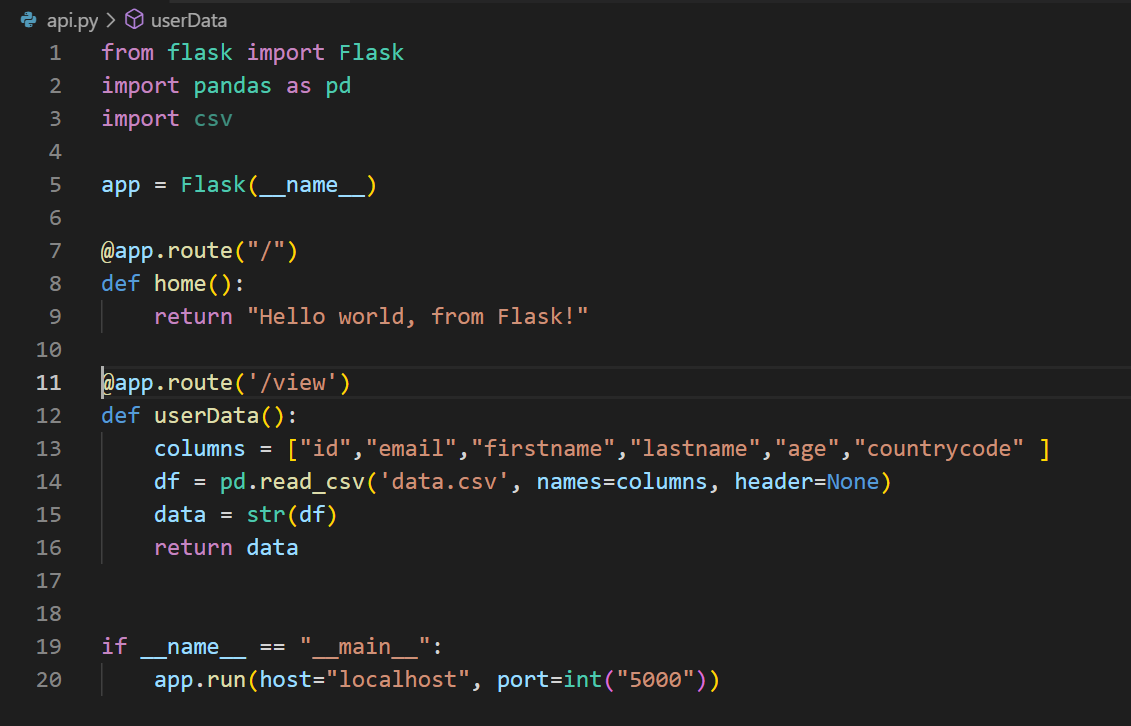 api.py > userData
1 from flask import Flask
2 import pandas as pd
3 import csv
4
5 app = Flask(__name__)
6
7 @app.route("/")
8 def home():
9     return "Hello world, from Flask!"
10
11 @app.route('/view')
12 def userData():
13     columns = ["id","email","firstname","lastname","age","countrycode" ]
14     df = pd.read_csv('data.csv', names=columns, header=None)
15     data = str(df)
16     return data
17
18
19 if __name__ == "__main__":
20     app.run(host="localhost", port=int("5000"))